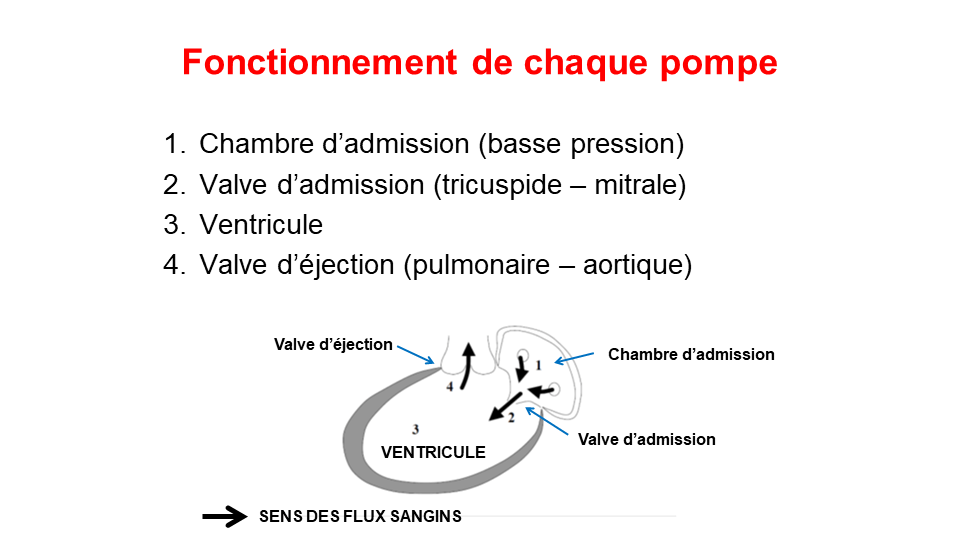 Fonctionnement de chaque pompe
1. Chambre d’admission (basse pression)
2. Valve d’admission (tricuspide – mitrale)
3. Ventricule
4. Valve d’éjection (pulmonaire – aortique)
Valve d’éjection
Chambre d’admission
1
4
2
3
Valve d’admission
VENTRICULE
SENS DES FLUX SANGINS